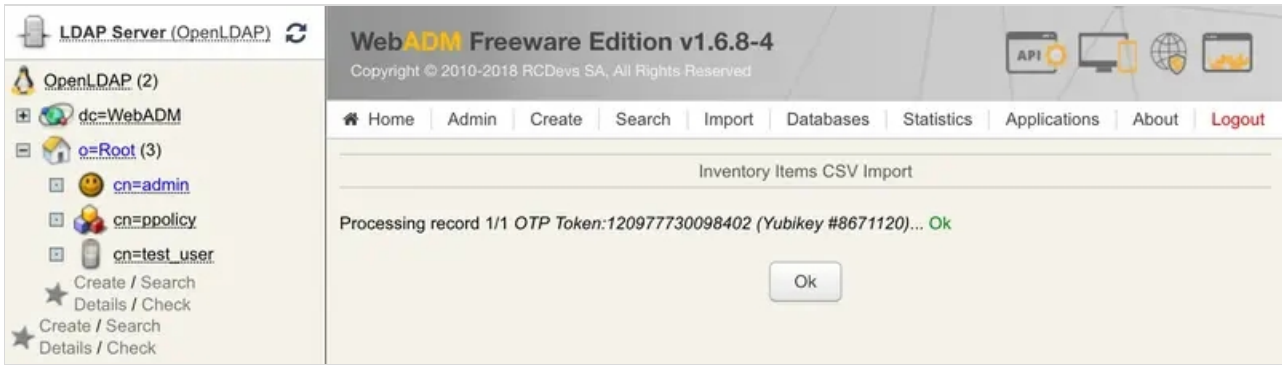 LDAP Server (OpenLDAP)
OpenLDAP (2)
dc=WebADM
o=Root (3)
cn=admin
cn=ppolicy
cn=test_user
Create / Search
Details / Check
Create / Search
Details / Check
WebADM Freeware Edition v1.6.8-4
Copyright © 2010-2018 RCDevs SA, All Rights Reserved
API
Home Admin Create Search Import Databases Statistics Applications About Logout
Inventory Items CSV Import
Processing record 1/1 OTP Token:120977730098402 (Yubikey #8671120)... Ok
Ok